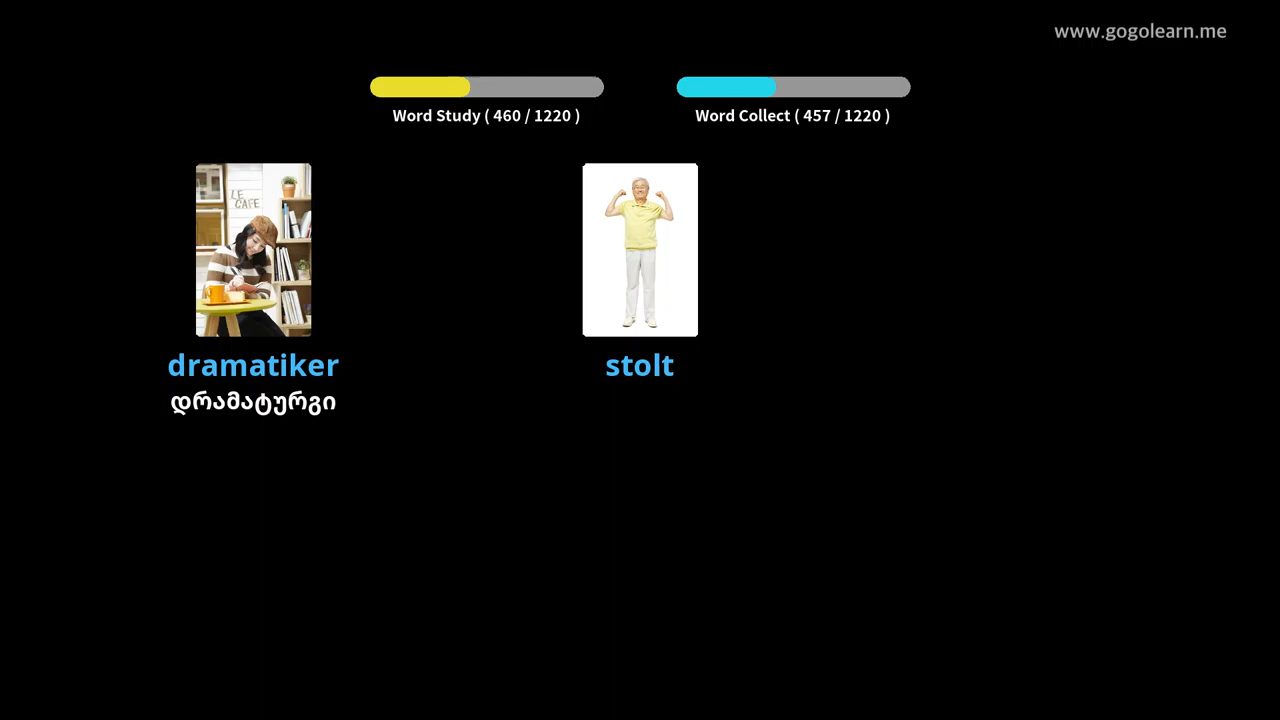 www.gogolearn.me
Word Study ( 460 / 1220 )
Word Collect ( 457 / 1220 )
LE
CAFE
dramatiker
stolt
დრამატურგი